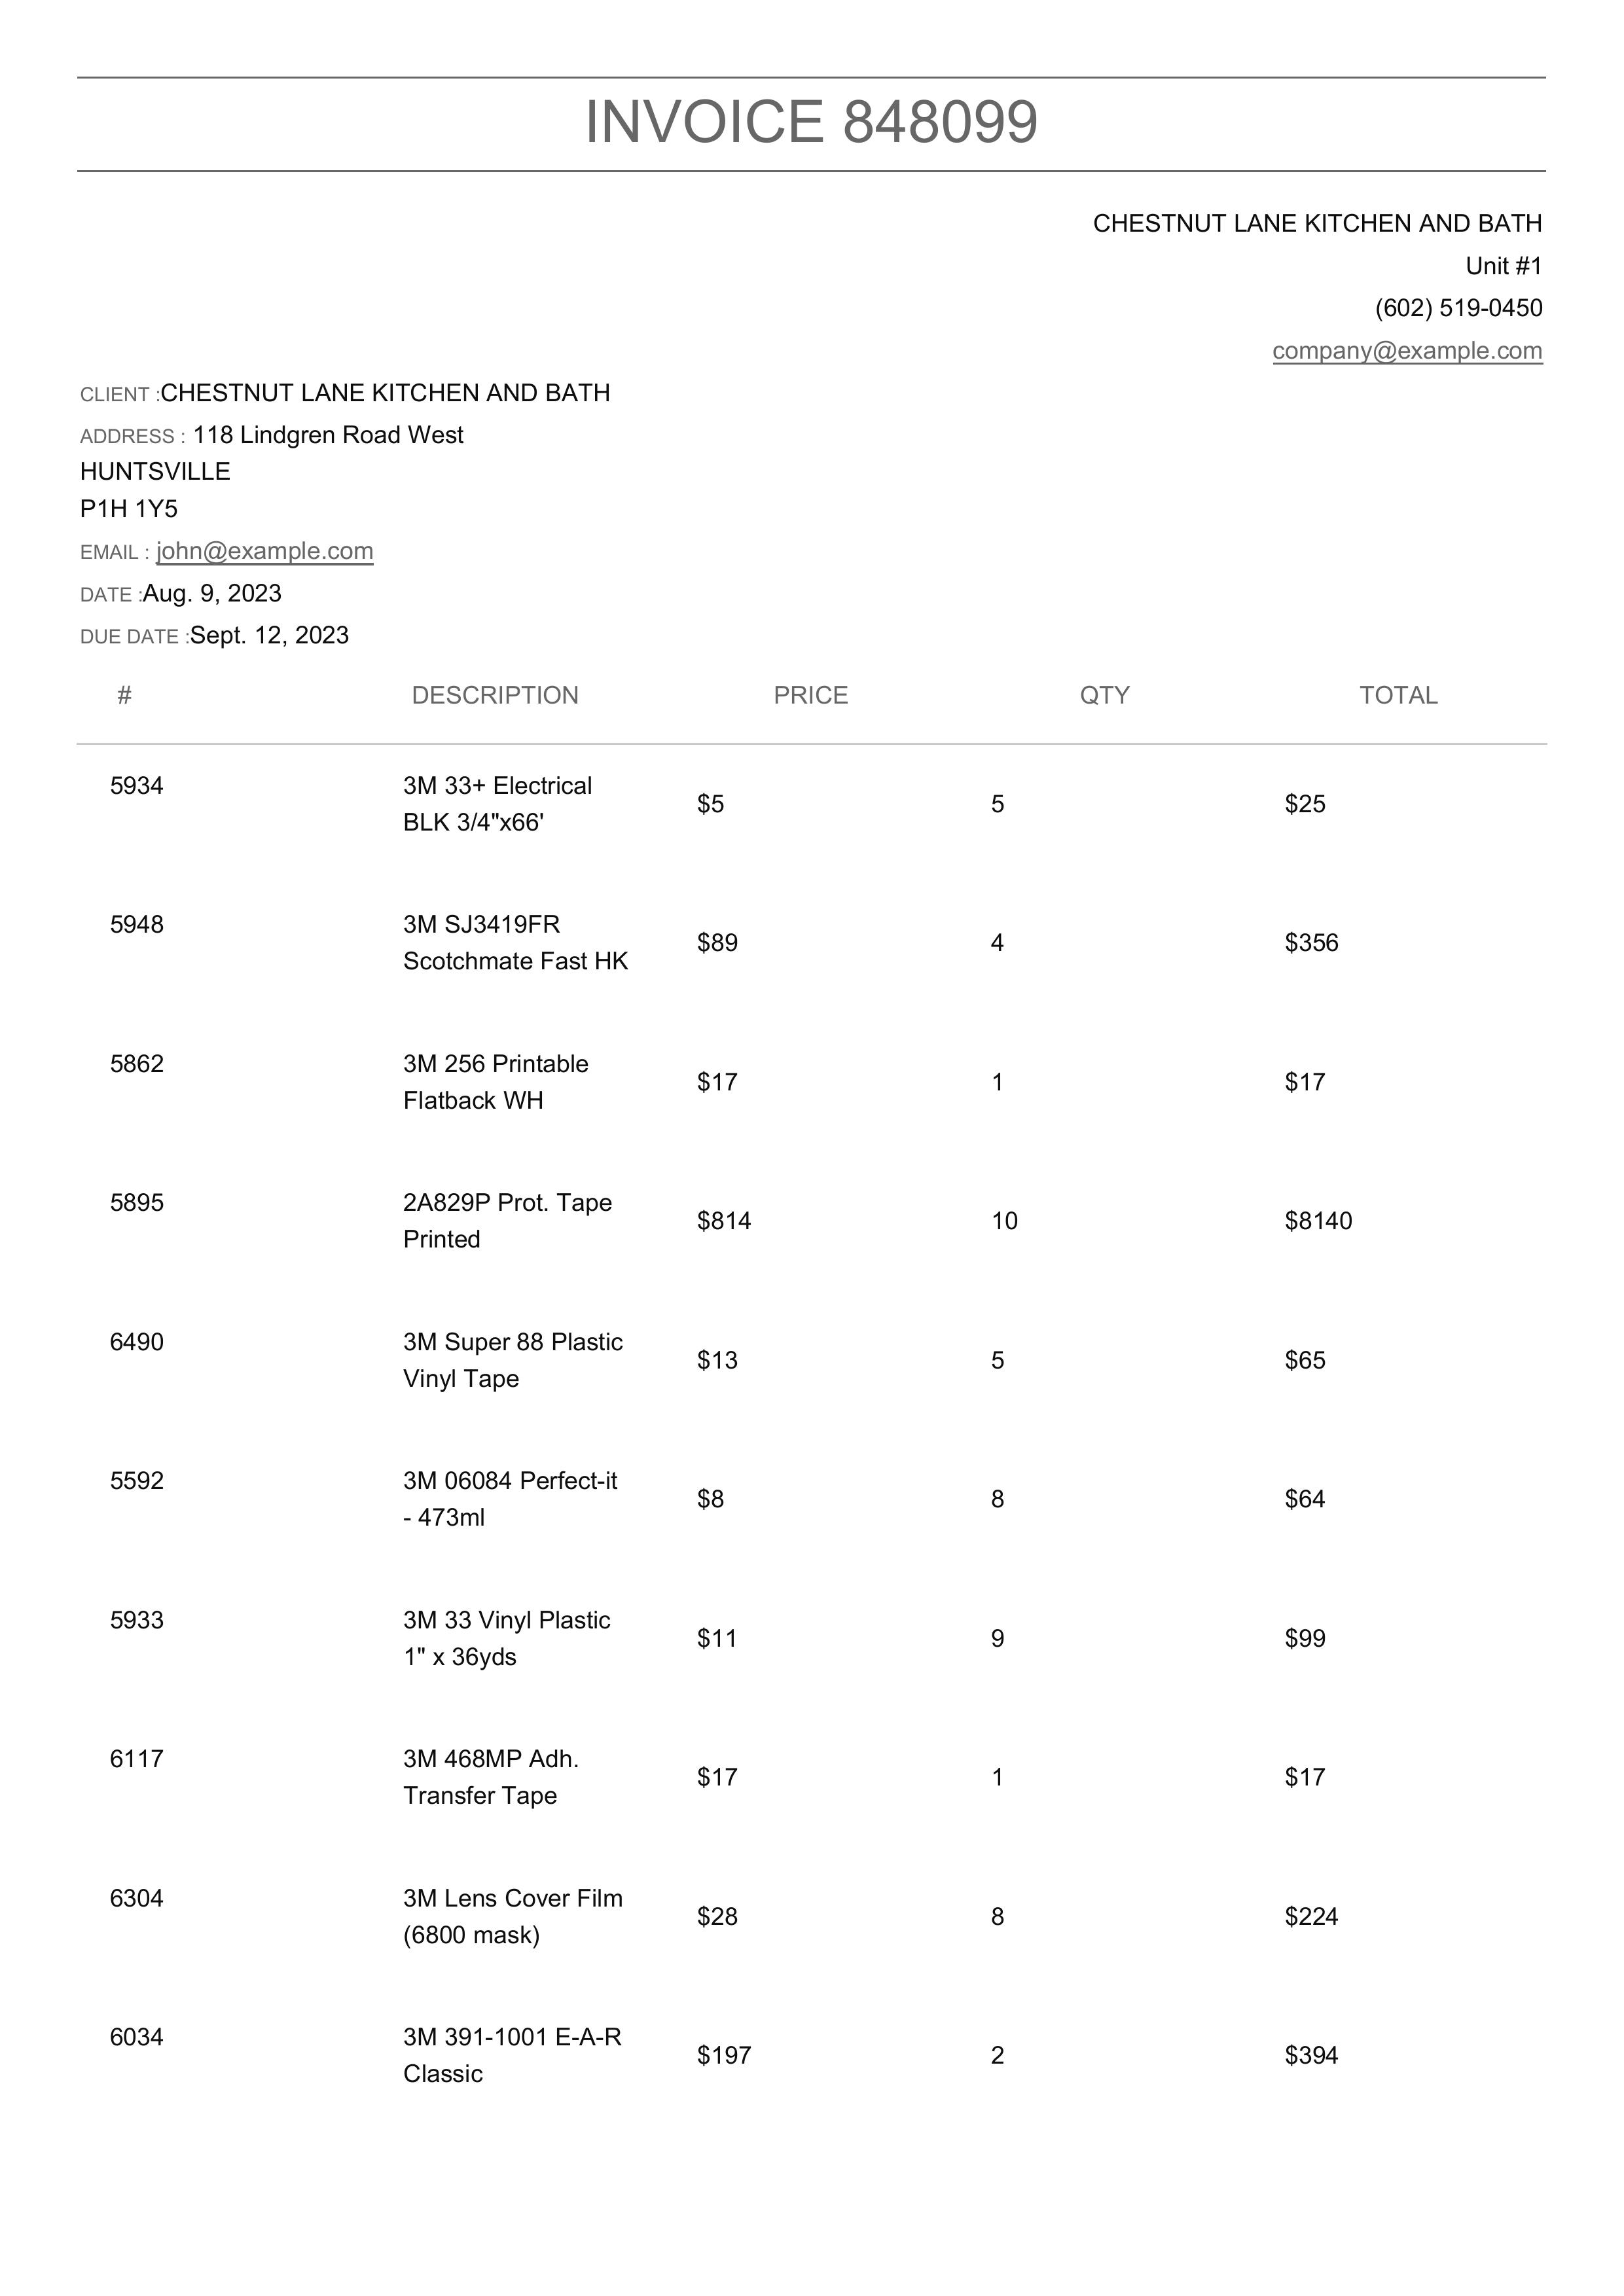 INVOICE 848099
CHESTNUT LANE KITCHEN AND BATH
Unit #1
(602) 519-0450
company@example.com
CLIENT :CHESTNUT LANE KITCHEN AND BATH
ADDRESS : 118 Lindgren Road West
HUNTSVILLE
P1H 1Y5
EMAIL : john@example.com
DATE :Aug. 9, 2023
DUE DATE :Sept. 12, 2023
# DESCRIPTION PRICE QTY TOTAL
5934 3M 33+ Electrical $5 5 $25
BLK 3/4"x66'
5948 3M SJ3419FR $89 4 $356
Scotchmate Fast HK
5862 3M 256 Printable $17 1 $17
Flatback WH
5895 2A829P Prot. Tape $814 10 $8140
Printed
6490 3M Super 88 Plastic $13 5 $65
Vinyl Tape
5592 3M 06084 Perfect-it $8 8 $64
- 473ml
5933 3M 33 Vinyl Plastic $11 9 $99
1" x 36yds
6117 3M 468MP Adh. $17 1 $17
Transfer Tape
6304 3M Lens Cover Film $28 8 $224
(6800 mask)
6034 3M 391-1001 E-A-R $197 2 $394
Classic